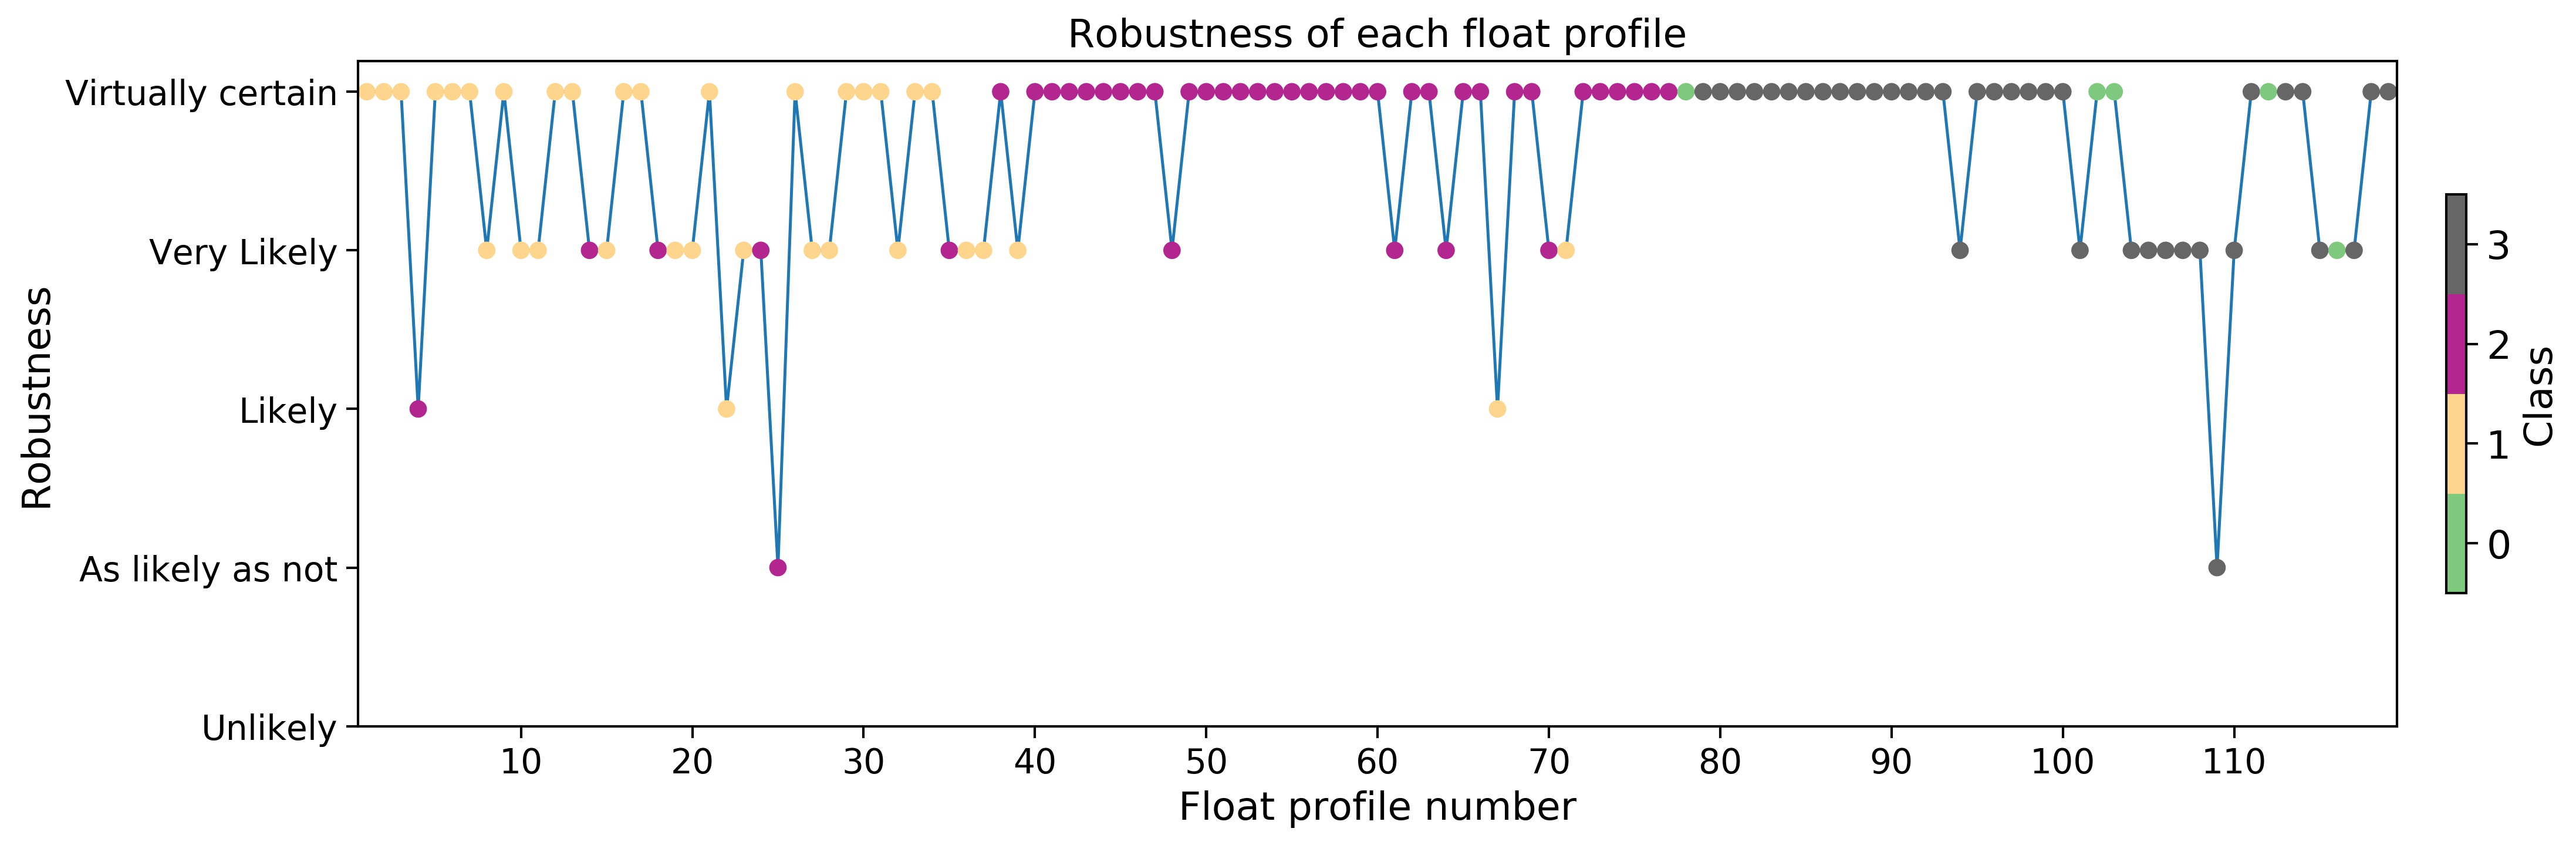 Robustness of each float profile
Virtually certain
Very Likely
Likely
As likely as not
Unlikely
Robustness
10 20 30 40 50 60 70 80 90 100 110
Float profile number
3
2
1
0
Class